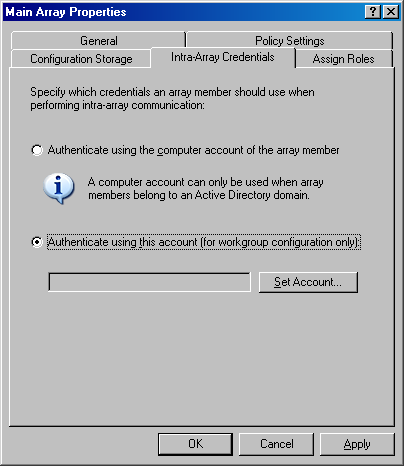 Main Array Properties
General
Policy Settings
Configuration Storage
Intra-Array Credentials
Assign Roles
Specify which credentials an array member should use when
performing intra-array communication:
Authenticate using the computer account of the array member
A computer account can only be used when array
members belong to an Active Directory domain.
Authenticate using this account (for workgroup configuration only):
Set Account...
OK
Cancel
Apply